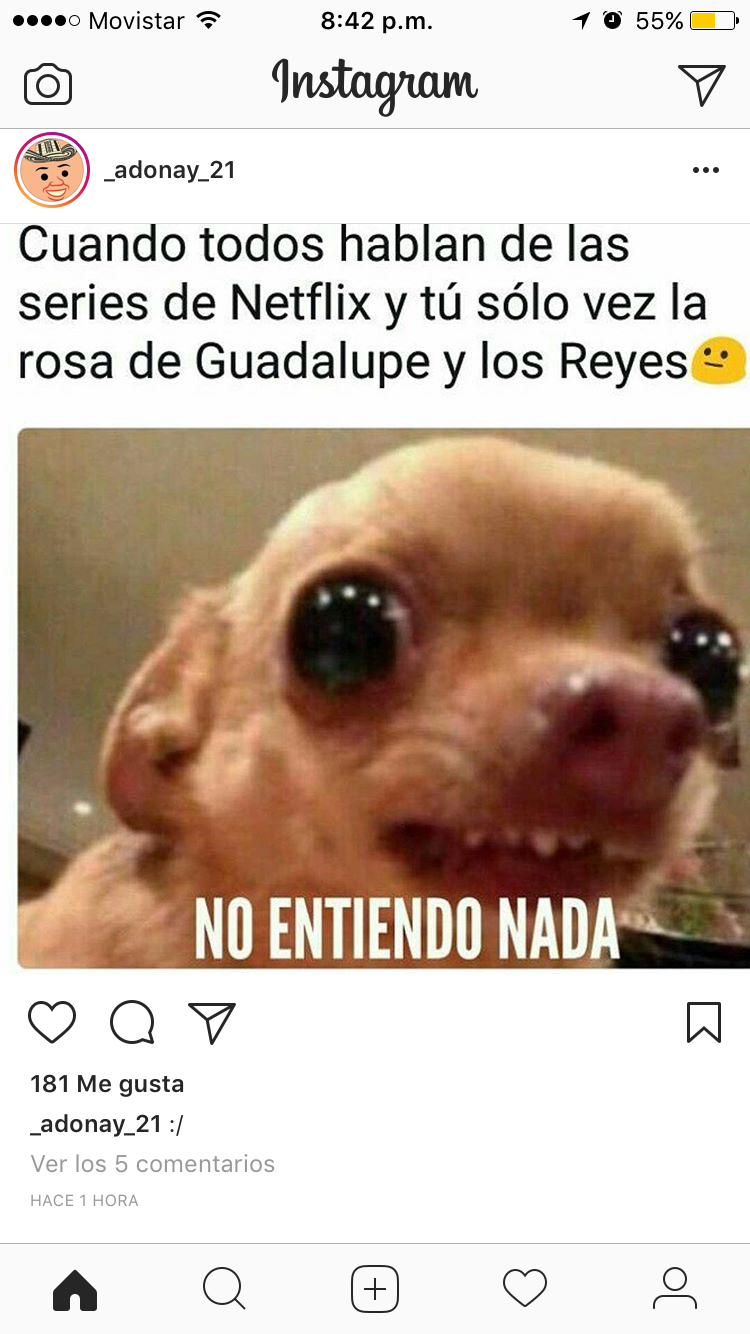 Movistar 8:42 p.m. 55%
Instagram
_adonay_21
Cuando todos hablan de las
series de Netflix y tú sólo vez la
rosa de Guadalupe y los Reyes
NO ENTIENDO NADA
181 Me gusta
_adonay_21 :/
Ver los 5 comentarios
HACE 1 HORA